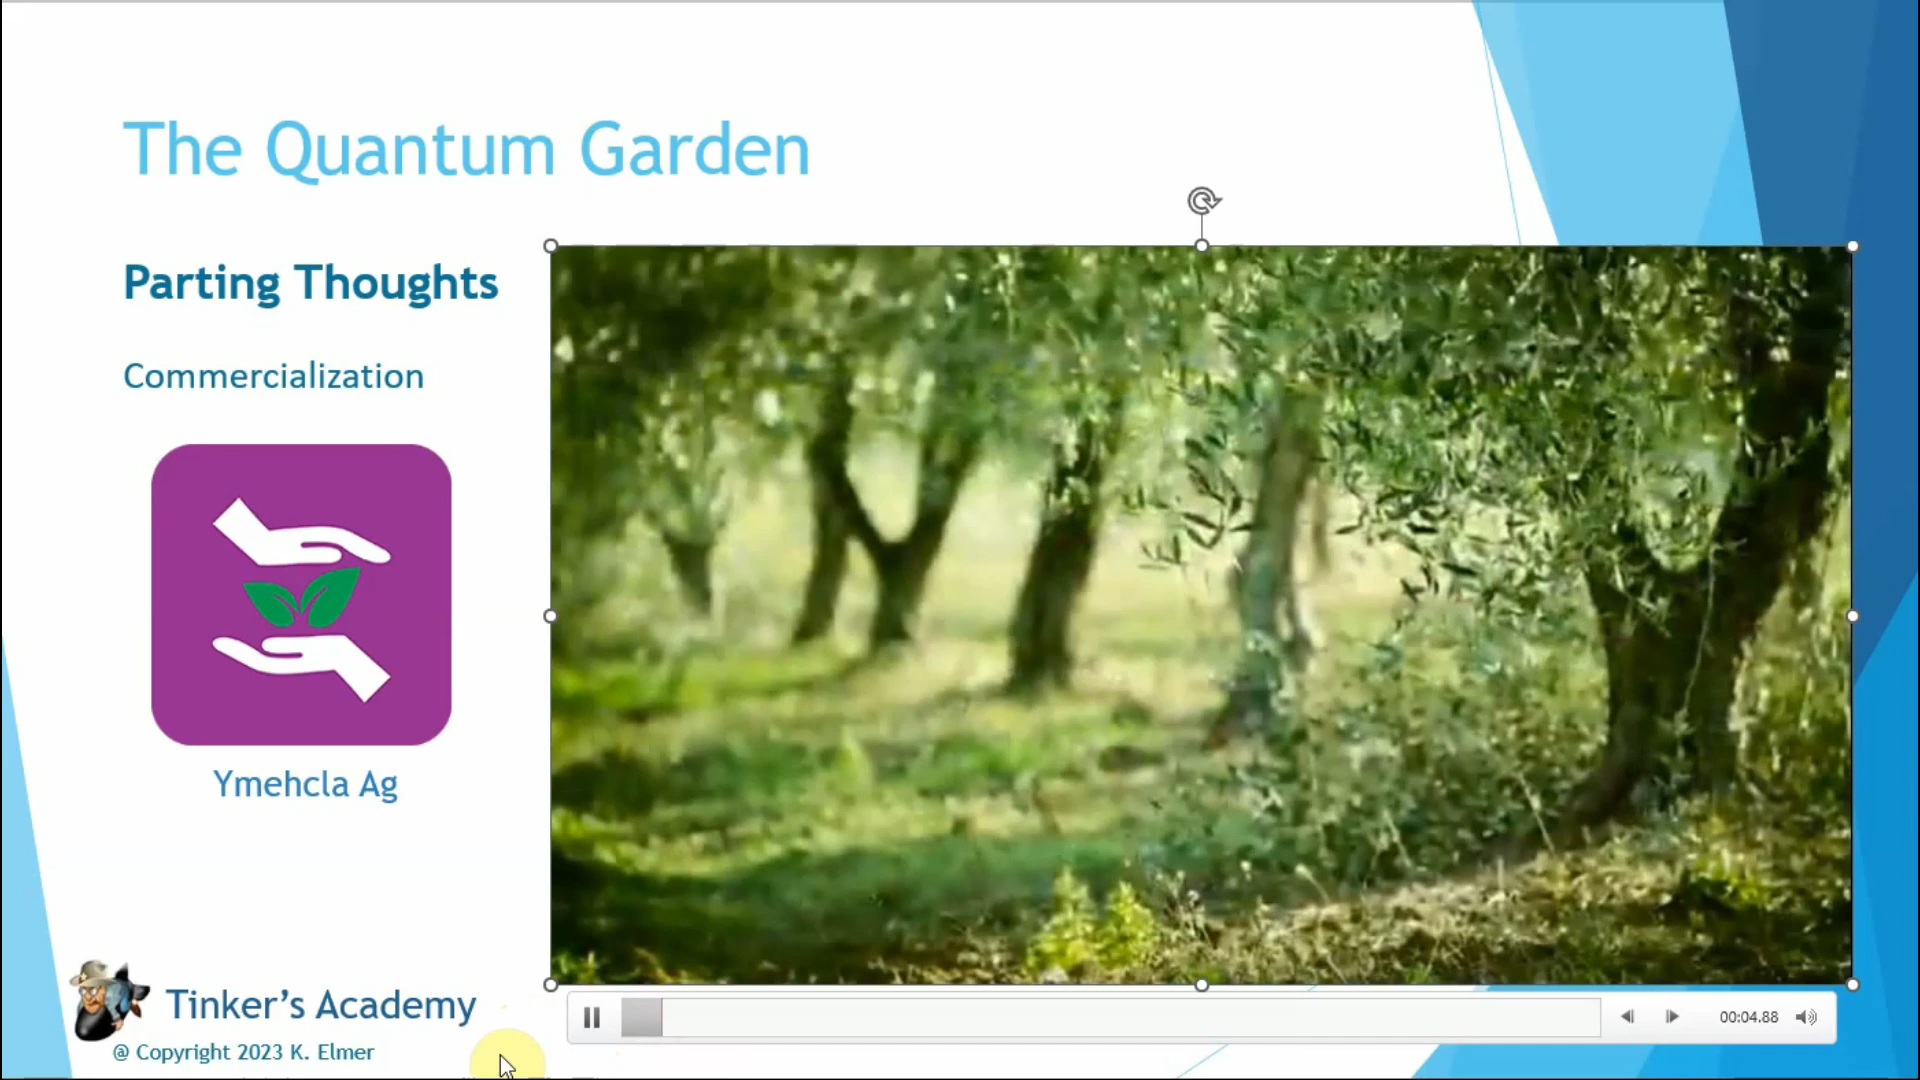 The Quantum Garden
Parting Thoughts
Commercialization
Ymehcla Ag
Tinker's Academy
@ Copyright 2023 K. Elmer
00:04.88